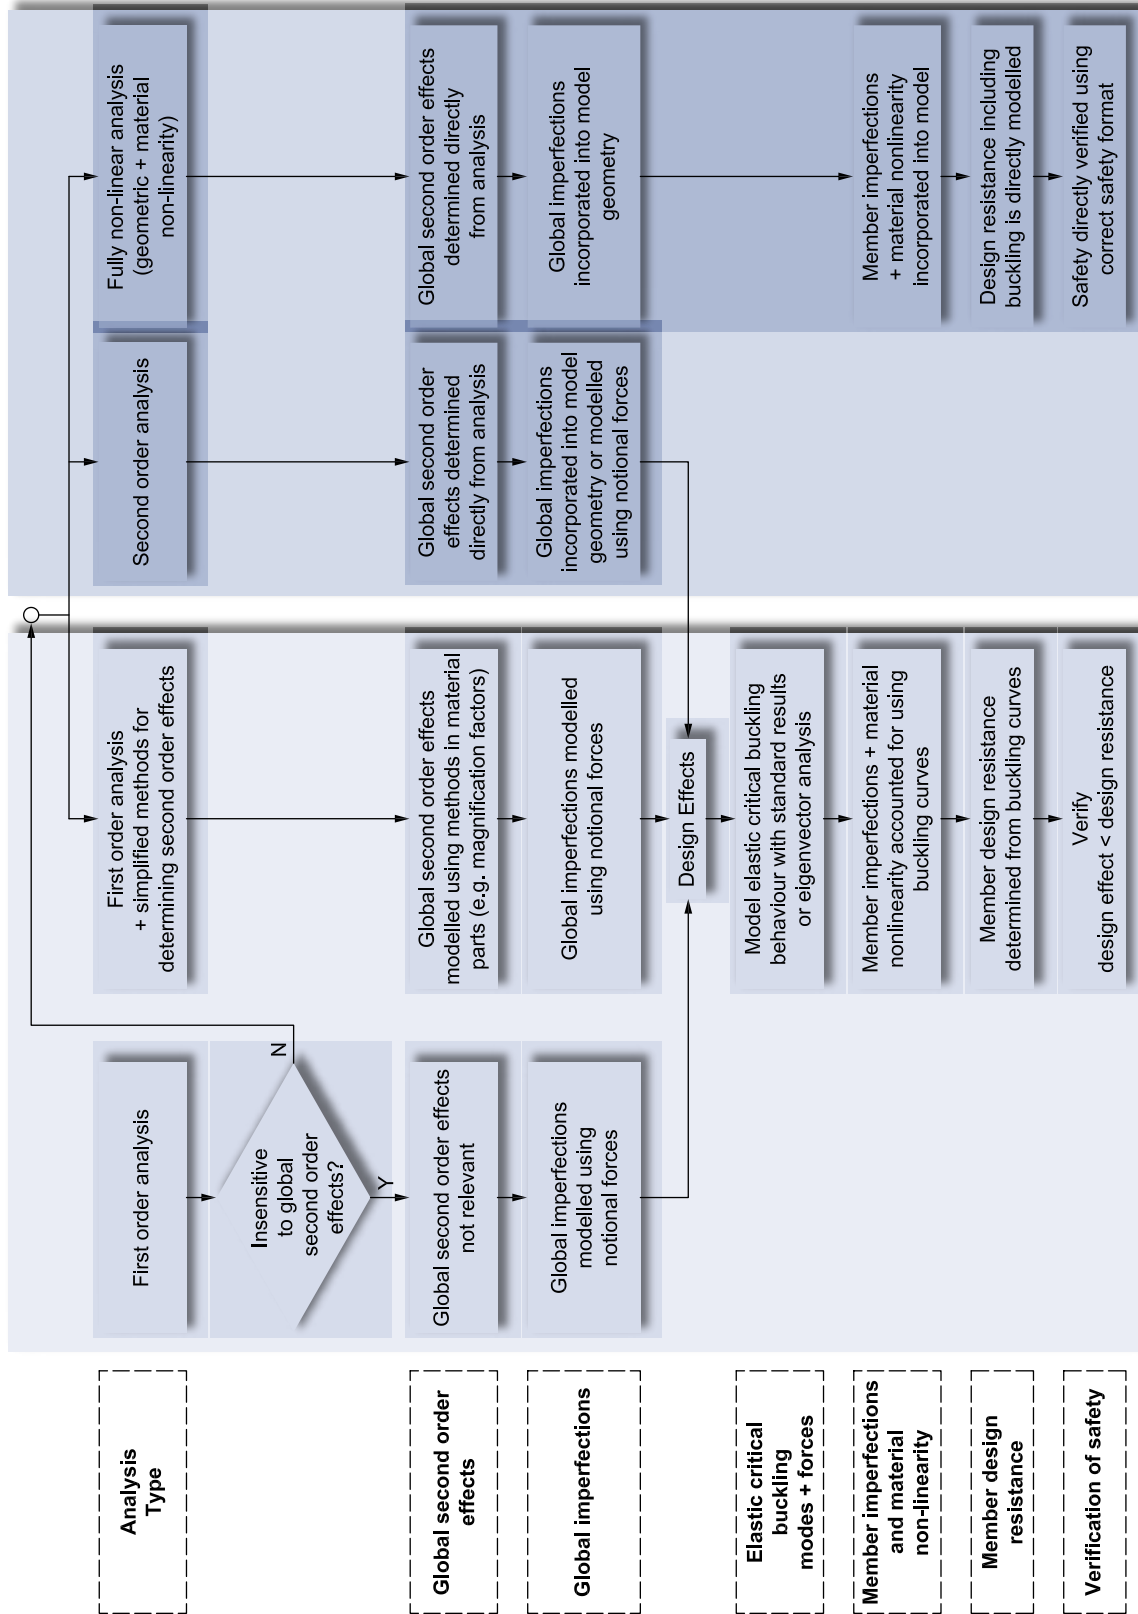 Analysis
Type
First order analysis
First order analysis
+ simplified methods for
determining second order effects
Second order analysis
Fully non-linear analysis
(geometric + material
non-linearity)
Insensitive
to global
second order
effects?
N
Y
Global second order
effects
Global second order effects
not relevant
Global second order effects
modelled using methods in material
parts (e.g. magnification factors)
Global second order
effects determined
directly from analysis
Global second order effects
determined directly
from analysis
Global imperfections
Global imperfections
modelled using
notional forces
Global imperfections modelled
using notional forces
Global imperfections
incorporated into model
geometry or modelled
using notional forces
Global imperfections
incorporated into model
geometry
Design Effects
Elastic critical
buckling
modes + forces
Model elastic critical buckling
behaviour with standard results
or eigenvector analysis
Member imperfections
and material
non-linearity
Member imperfections + material
nonlinearity accounted for using
buckling curves
Member imperfections
+ material nonlinearity
incorporated into model
Member design
resistance
Member design resistance
determined from buckling curves
Design resistance including
buckling is directly modelled
Verification of safety
Verify
design effect < design resistance
Safety directly verified using
correct safety format